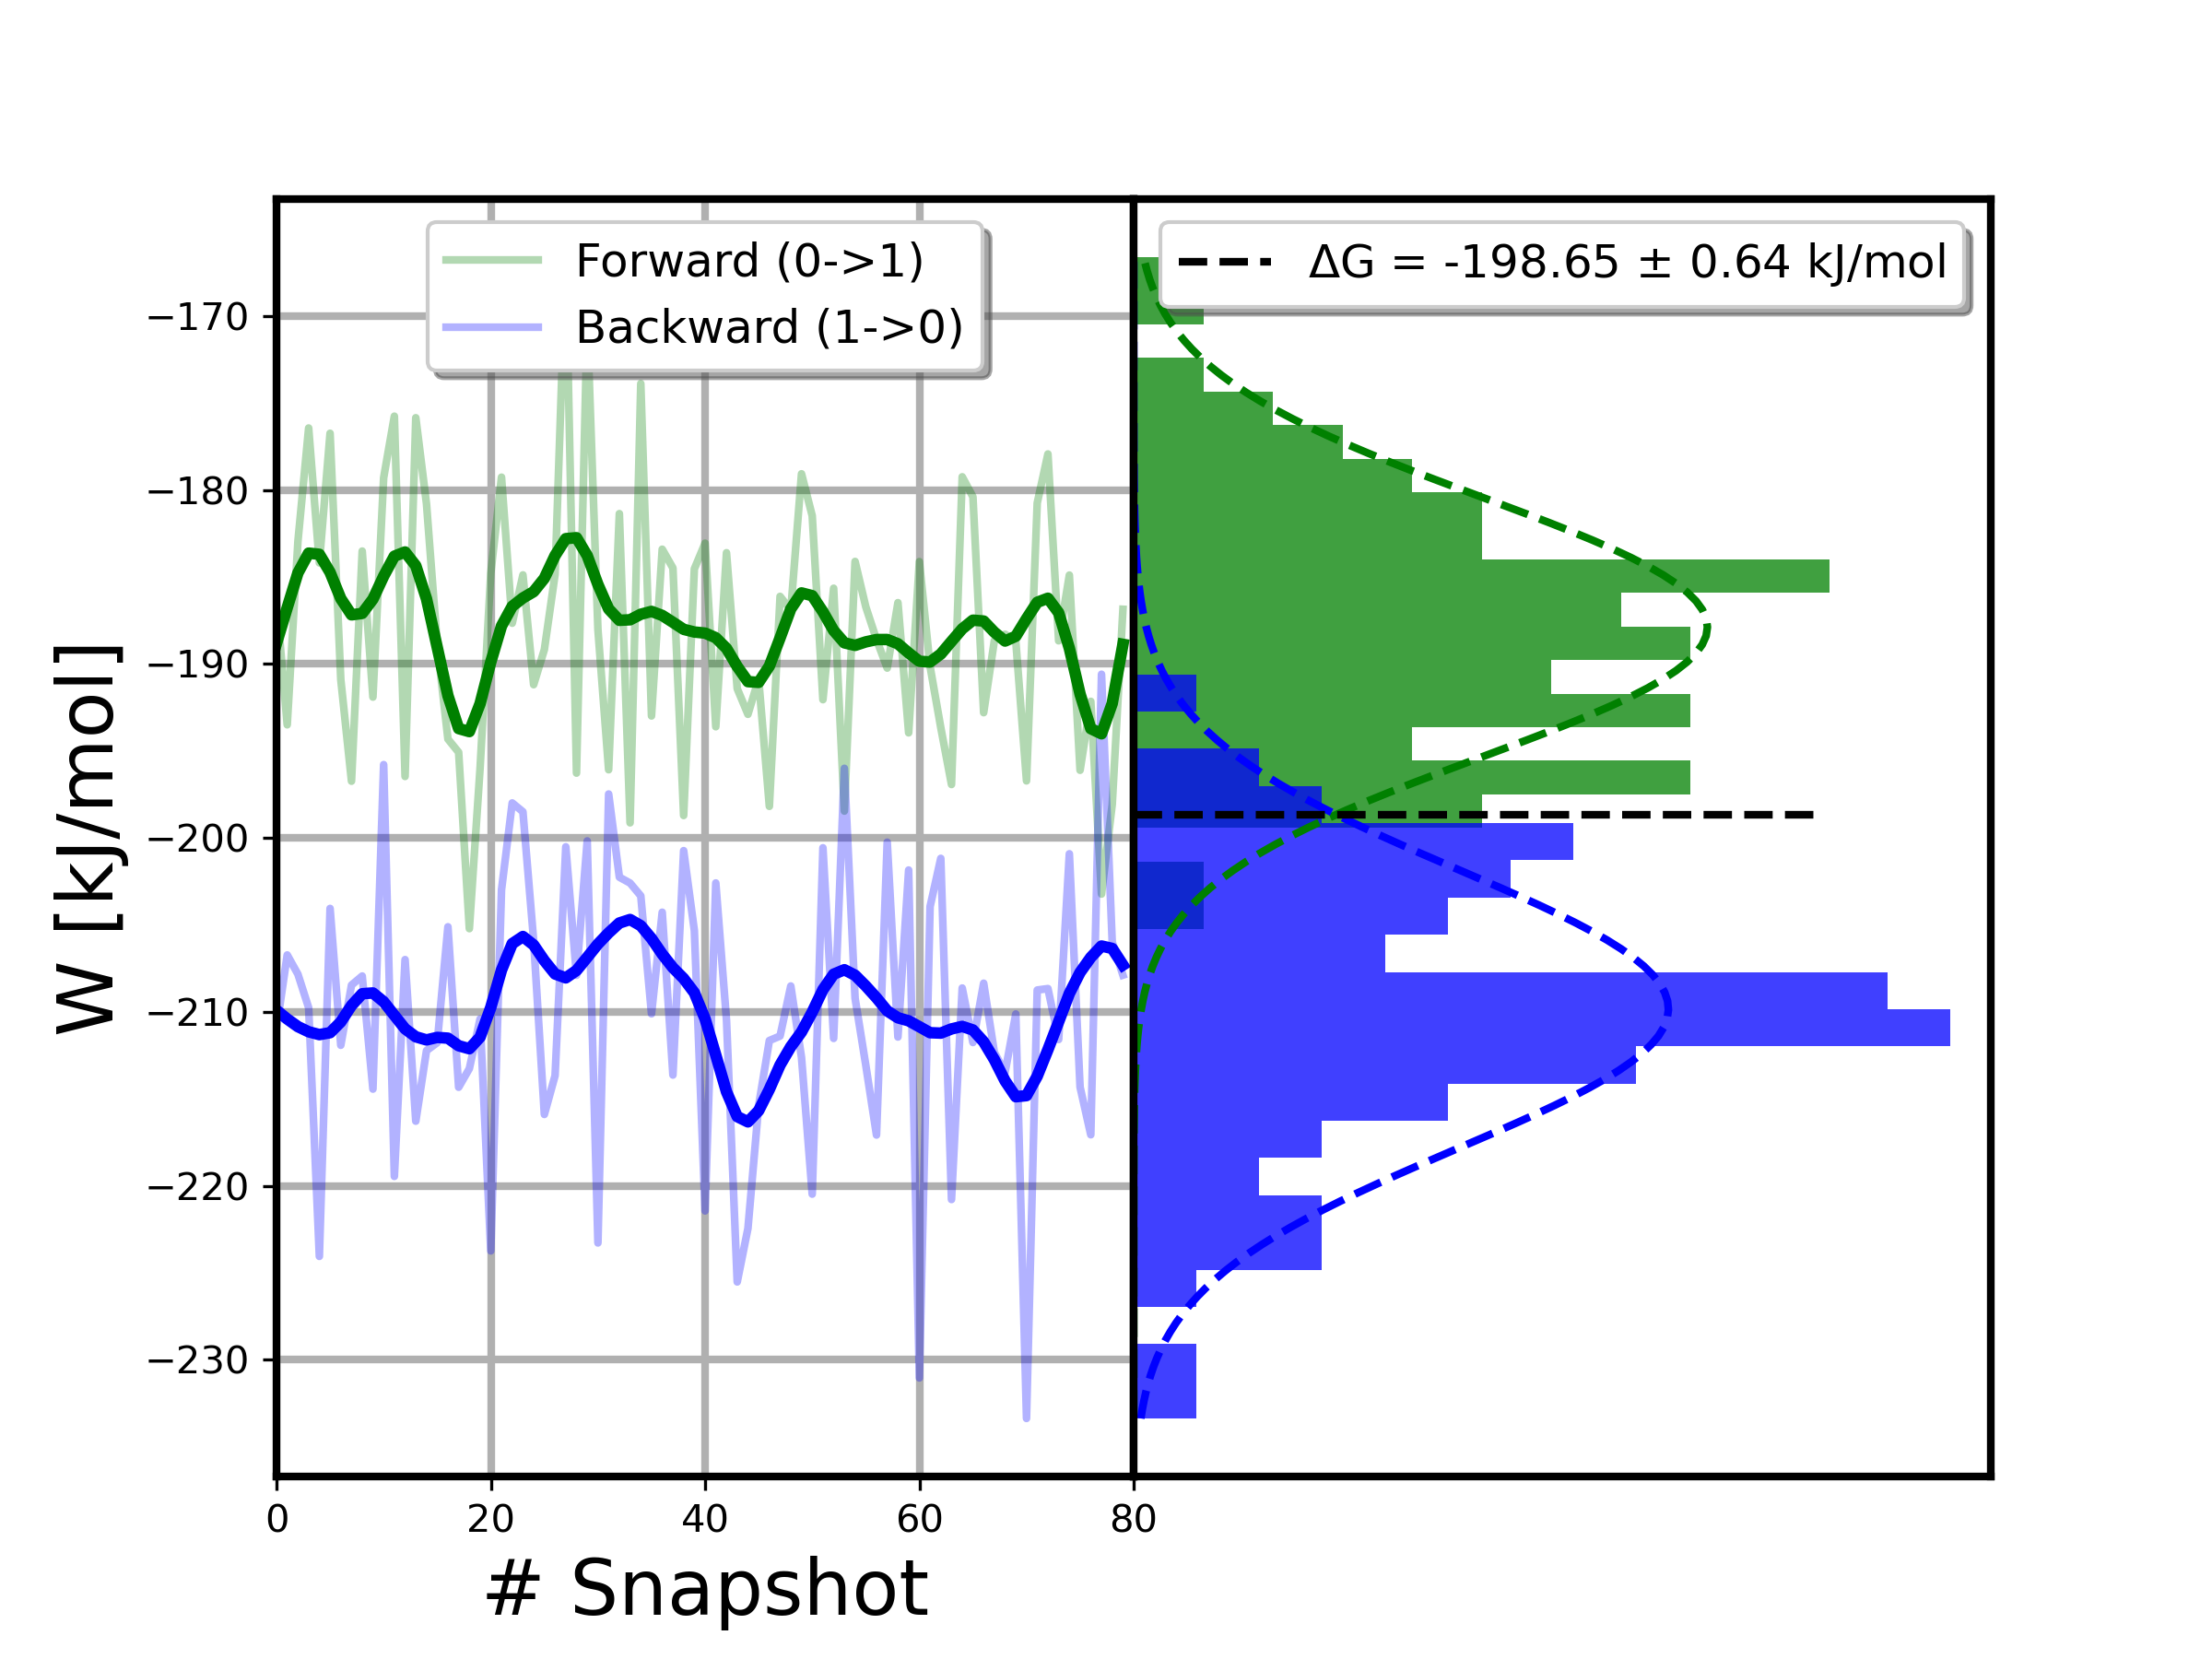 Forward (0->1)
Backward (1->0)
ΔG = -198.65 ± 0.64 kJ/mol
W [kJ/mol]
−170
−180
−190
−200
−210
−220
−230
0 20 40 60 80
# Snapshot